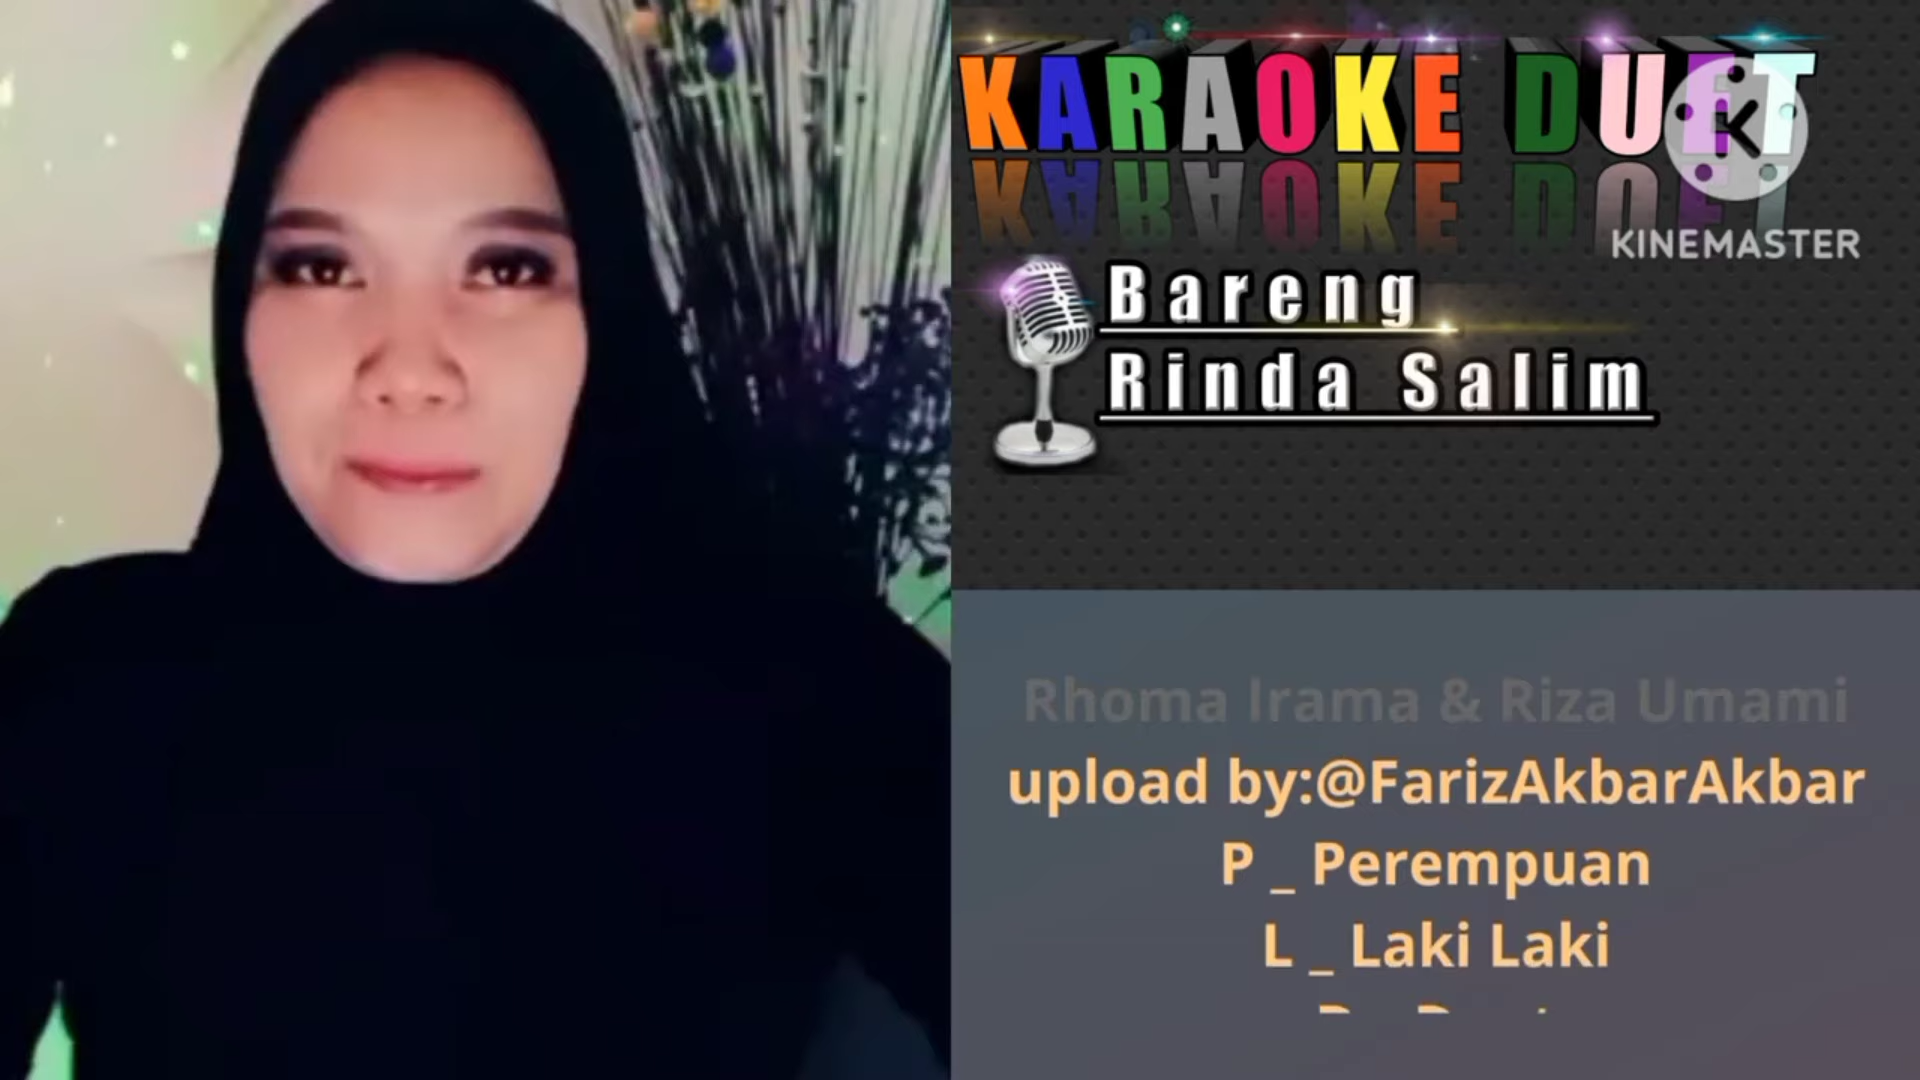 KARAOKE DUET
KINEMASTER
Bareng
Rinda Salim
Rhoma Irama & Riza Umami
upload by:@FarizAkbarAkbar
P _ Perempuan
L _ Laki Laki